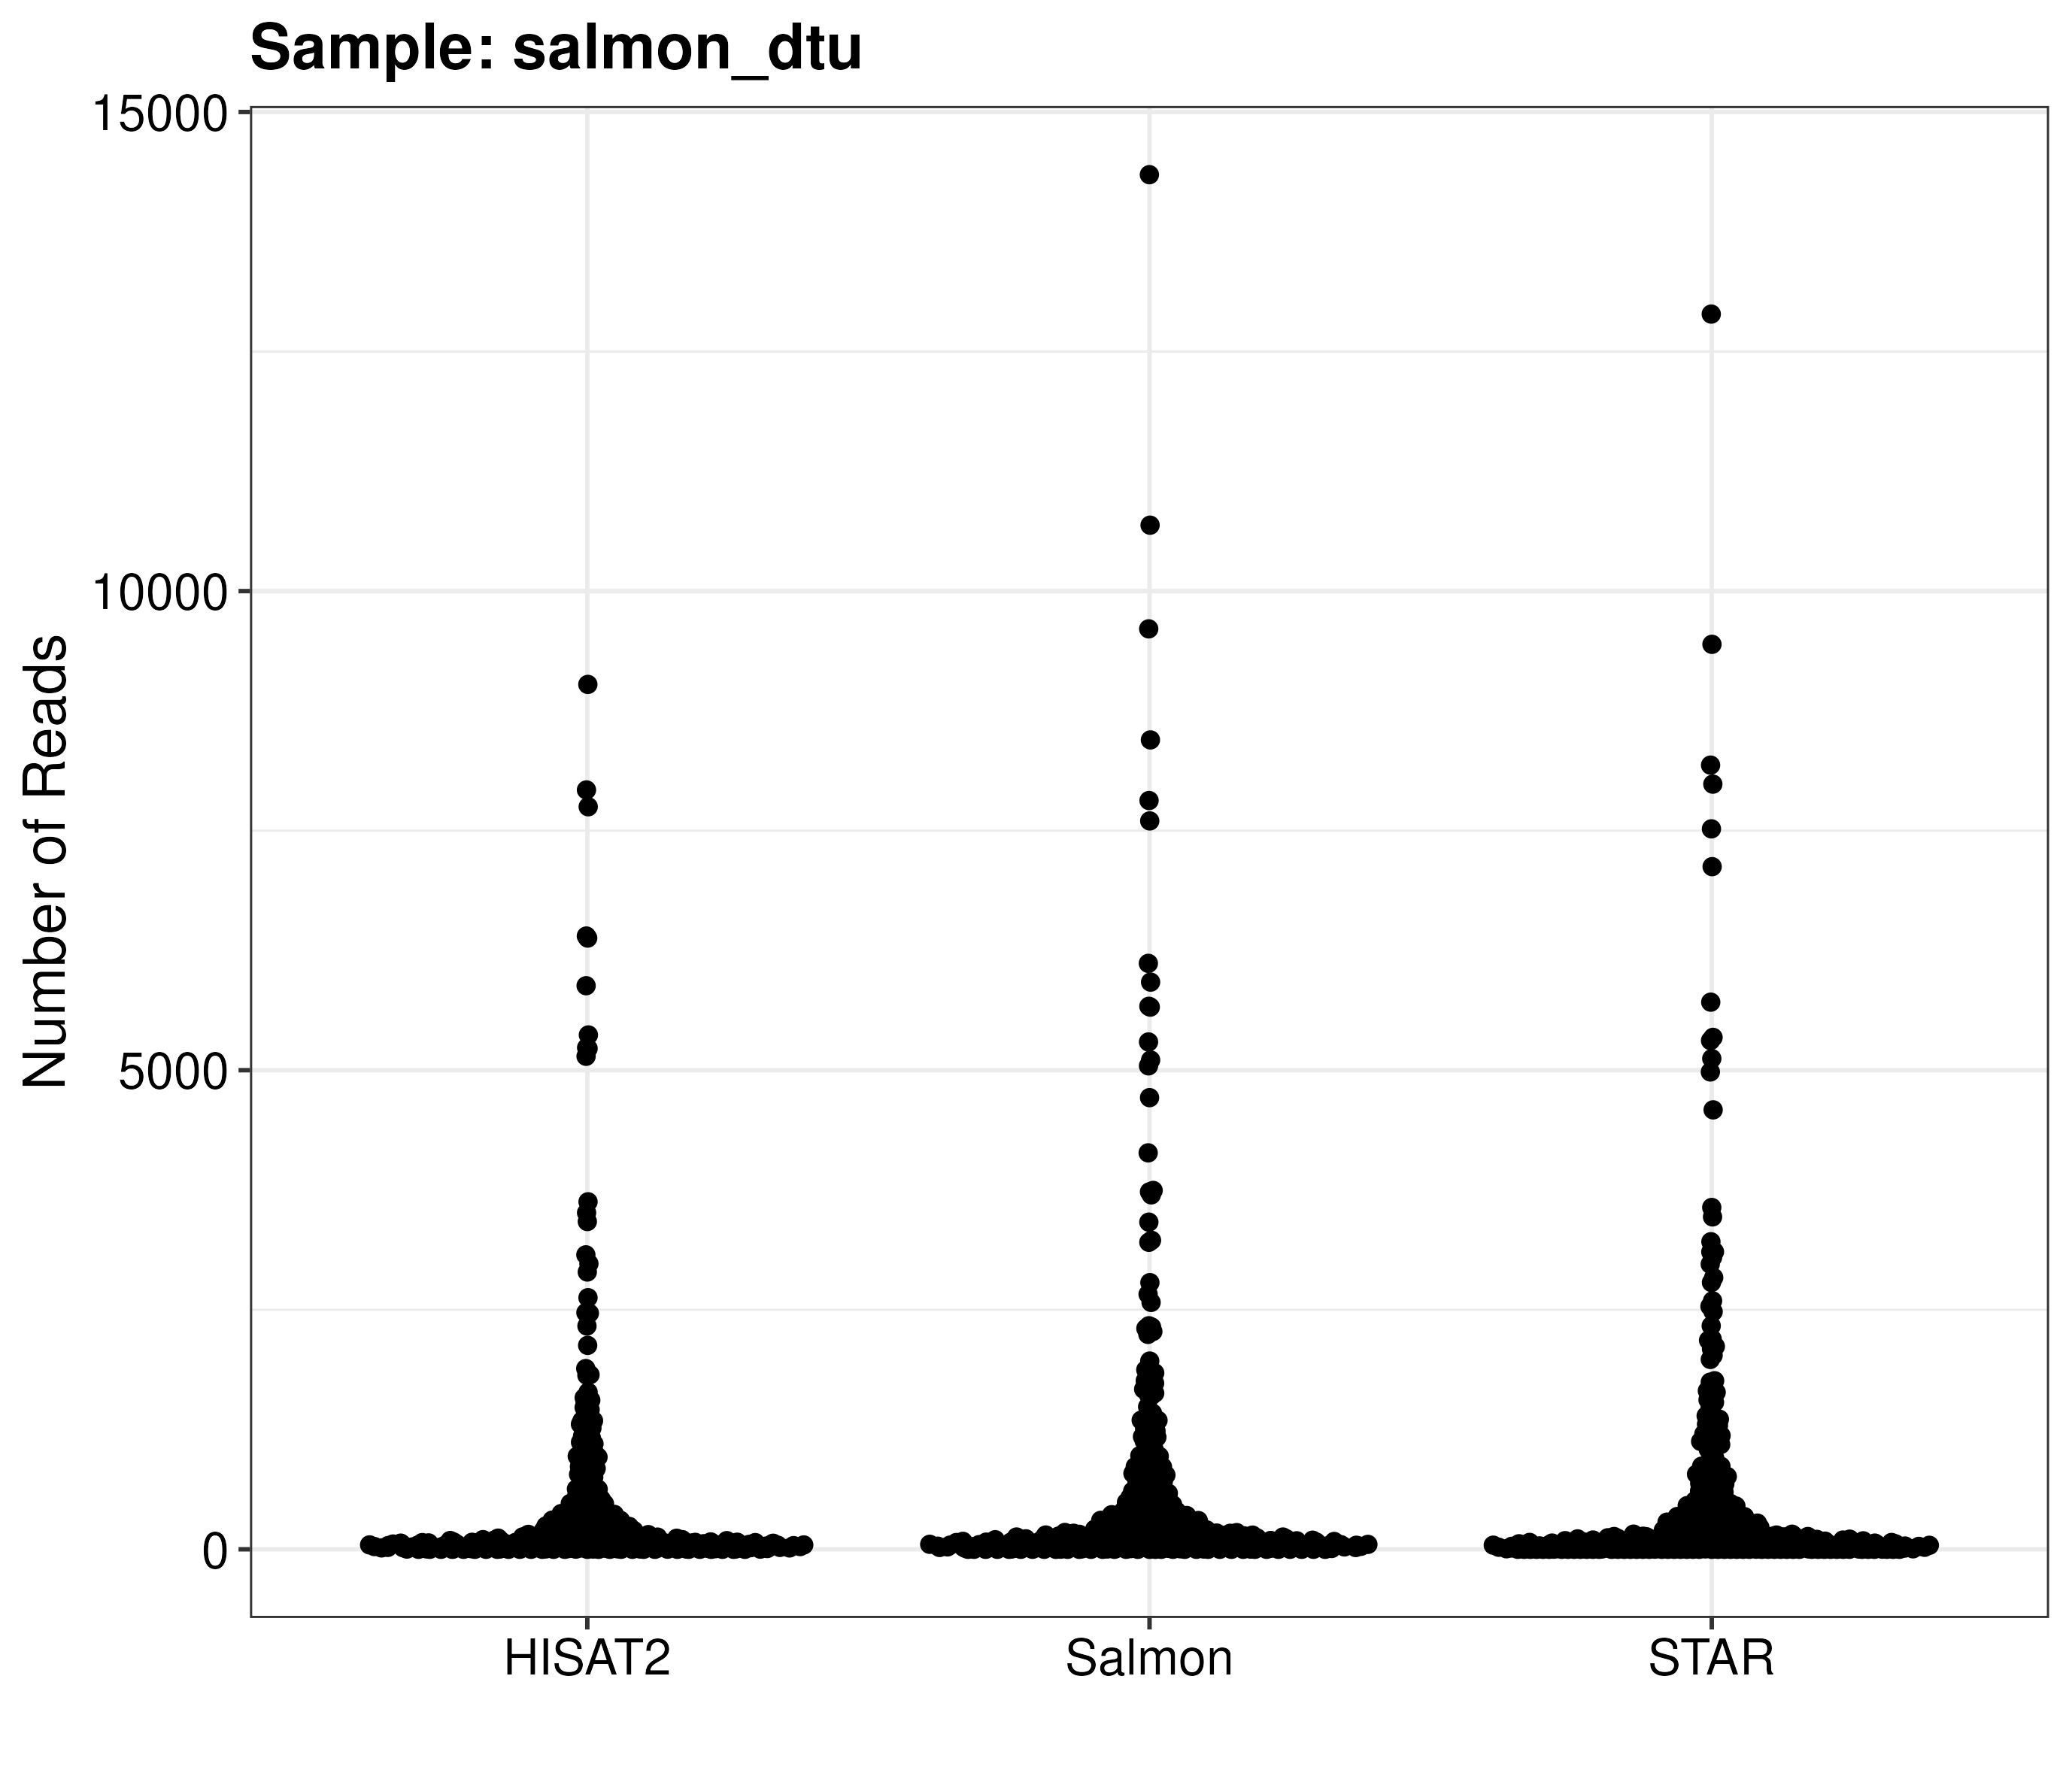 Sample: salmon_dtu
Number of Reads
15000
10000
5000
0
HISAT2
Salmon
STAR